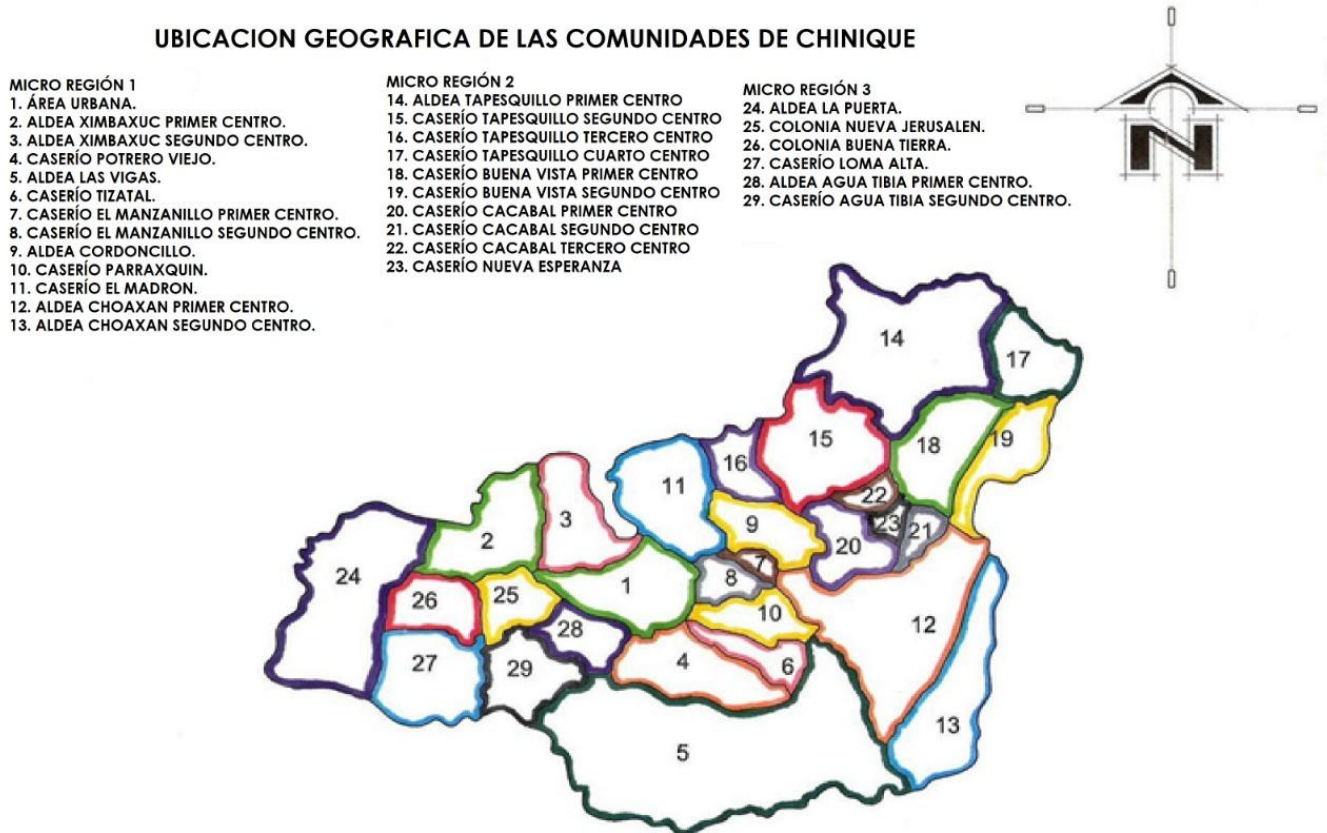 UBICACION GEOGRAFICA DE LAS COMUNIDADES DE CHINIQUE
MICRO REGIÓN 1
1. ÁREA URBANA.
2. ALDEA XIMBAXUC PRIMER CENTRO.
3. ALDEA XIMBAXUC SEGUNDO CENTRO.
4. CASERÍO POTRERO VIEJO.
5. ALDEA LAS VIGAS.
6. CASERÍO TIZATAL.
7. CASERÍO EL MANZANILLO PRIMER CENTRO.
8. CASERÍO EL MANZANILLO SEGUNDO CENTRO.
9. ALDEA CORDONCILLO.
10. CASERÍO PARRAXQUIN.
11. CASERÍO EL MADRON.
12. ALDEA CHOAXAN PRIMER CENTRO.
13. ALDEA CHOAXAN SEGUNDO CENTRO.
MICRO REGIÓN 2
14. ALDEA TAPESQUILLO PRIMER CENTRO
15. CASERÍO TAPESQUILLO SEGUNDO CENTRO
16. CASERÍO TAPESQUILLO TERCERO CENTRO
17. CASERÍO TAPESQUILLO CUARTO CENTRO
18. CASERÍO BUENA VISTA PRIMER CENTRO
19. CASERÍO BUENA VISTA SEGUNDO CENTRO
20. CASERÍO CACABAL PRIMER CENTRO
21. CASERÍO CACABAL SEGUNDO CENTRO
22. CASERÍO CACABAL TERCERO CENTRO
23. CASERÍO NUEVA ESPERANZA
MICRO REGIÓN 3
24. ALDEA LA PUERTA.
25. COLONIA NUEVA JERUSALEN.
26. COLONIA BUENA TIERRA.
27. CASERÍO LOMA ALTA.
28. ALDEA AGUA TIBIA PRIMER CENTRO.
29. CASERÍO AGUA TIBIA SEGUNDO CENTRO.
N
14
17
15
18
19
16
11
22
3
9
23
21
2
20
24
7
8
1
25
26
10
12
28
27
29
4
6
13
5